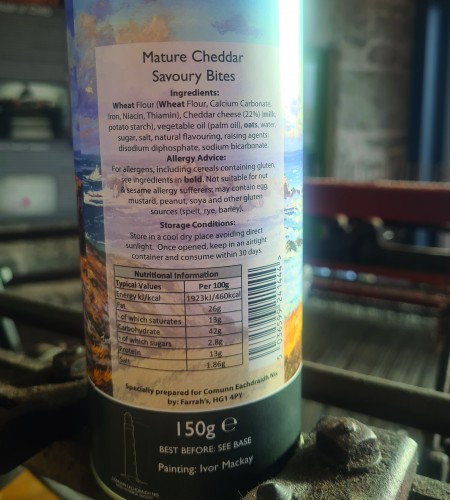 Mature Cheddar
Savoury Bites
Ingredients:
Wheat Flour (Wheat Flour, Calcium Carbonate,
Iron, Niacin, Thiamin), Cheddar cheese (22%) (milk,
potato starch), vegetable oil (palm oil), oats, water,
sugar, salt, natural flavouring, raising agents
disodium diphosphate, sodium bicarbonate.
Allergy Advice:
For allergens, including cereals containing gluten,
see ingredients in bold. Not suitable for nut
& sesame allergy sufferers: may contain egg,
mustard, peanut, soya and other gluten
sources (spelt, rye, barley).
Storage Conditions:
Store in a cool dry place avoiding direct
sunlight. Once opened, keep in an airtight
container and consume within 30 days.
Nutritional Information
Typical Values Per 100g
Energy kJ/kcal 1923kJ/460kcal
Fat 26g
of which saturates 13g
Carbohydrate 42g
of which sugars 2.8g
Protein 13g
Salt 1.86g
Specially prepared for Comunn Eachdraidh Nis
by: Farrah's, HG1 4PY
150g e
BEST BEFORE: SEE BASE
Painting: Ivor Mackay